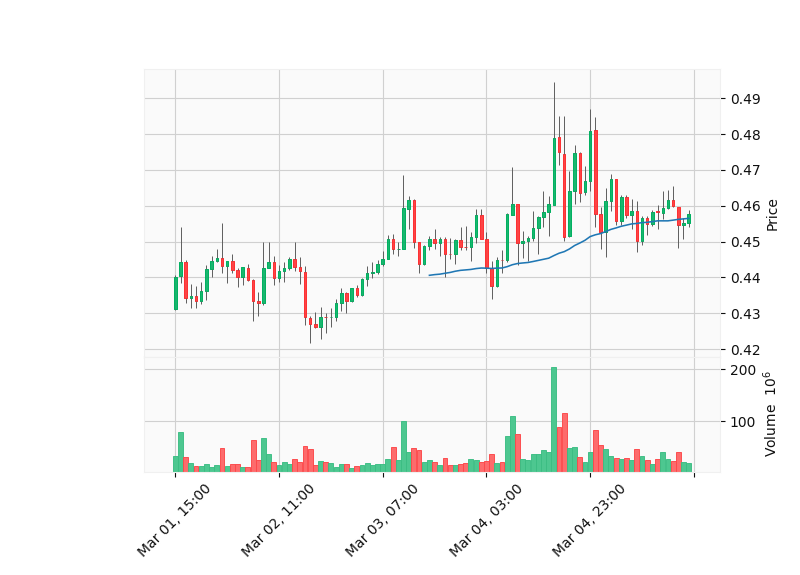 0.49
0.48
0.47
0.46
0.45
0.44
0.43
0.42
Price
200
100
Volume 10^6
Mar 01, 15:00
Mar 02, 11:00
Mar 03, 07:00
Mar 04, 03:00
Mar 04, 23:00